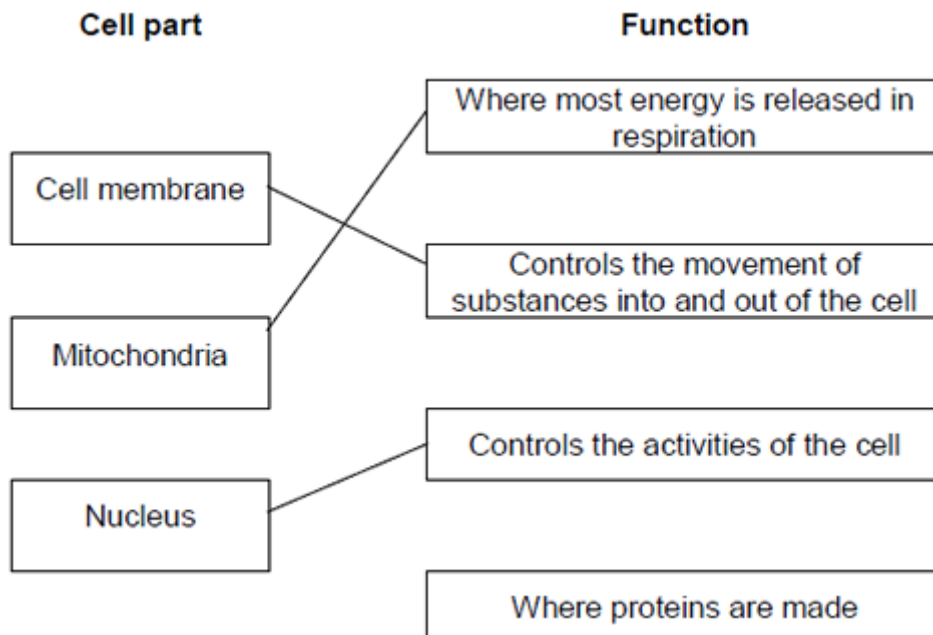 Cell part
Function
Where most energy is released in
respiration
Cell membrane
Controls the movement of
substances into and out of the cell
Mitochondria
Controls the activities of the cell
Nucleus
Where proteins are made